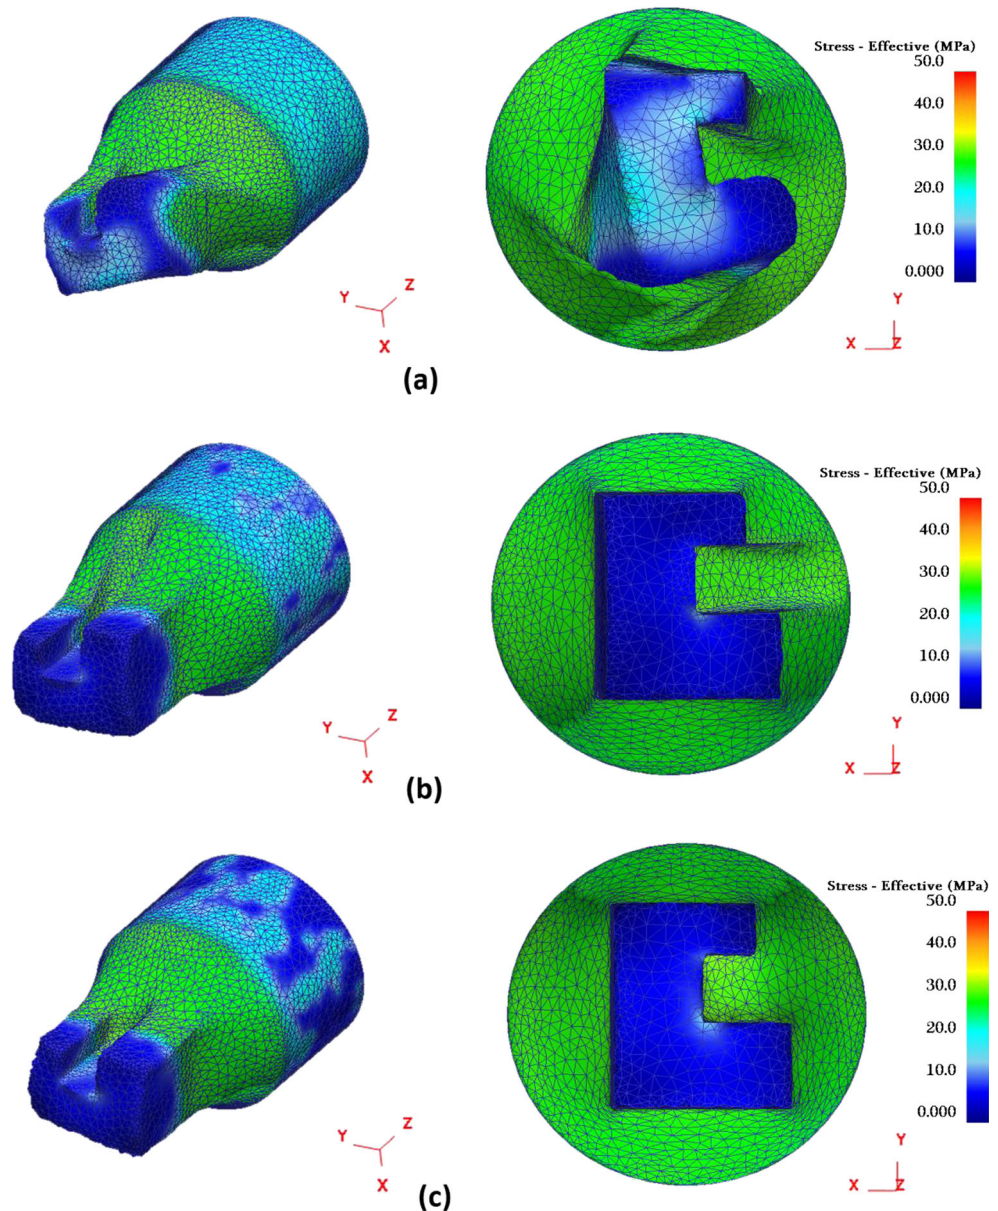 Stress - Effective (MPa)
50.0
40.0
30.0
20.0
10.0
0.000
Y
Z
X
Y
X
Z
(a)
Stress - Effective (MPa)
50.0
40.0
30.0
20.0
10.0
0.000
Y
Z
X
Y
X
Z
(b)
Stress - Effective (MPa)
50.0
40.0
30.0
20.0
10.0
0.000
Y
Z
X
Y
X
Z
(c)